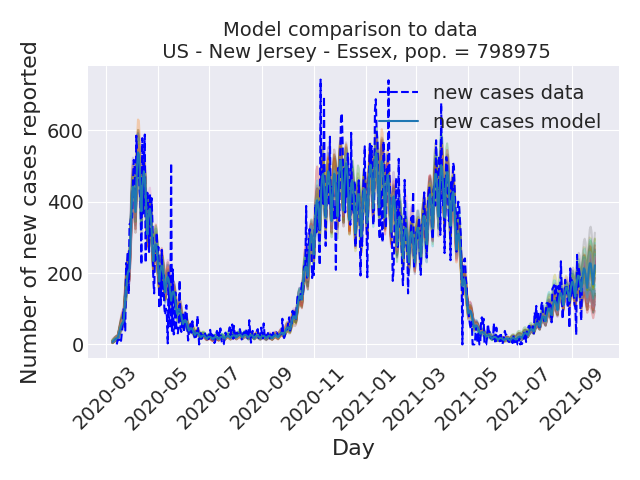 Model comparison to data
US - New Jersey - Essex, pop. = 798975
Number of new cases reported
600
400
200
0
new cases data
new cases model
2020-03
2020-05
2020-07
2020-09
2020-11
2021-01
2021-03
2021-05
2021-07
2021-09
Day